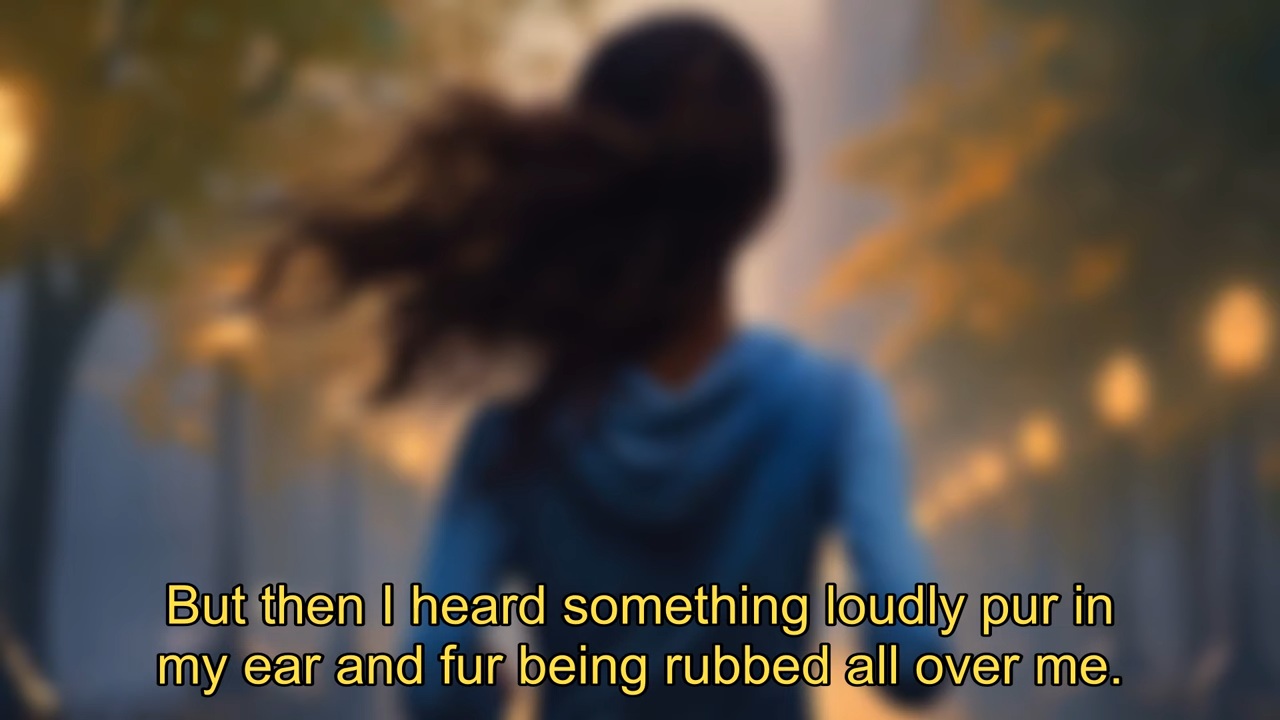 But then I heard something loudly pur in
my ear and fur being rubbed all over me.